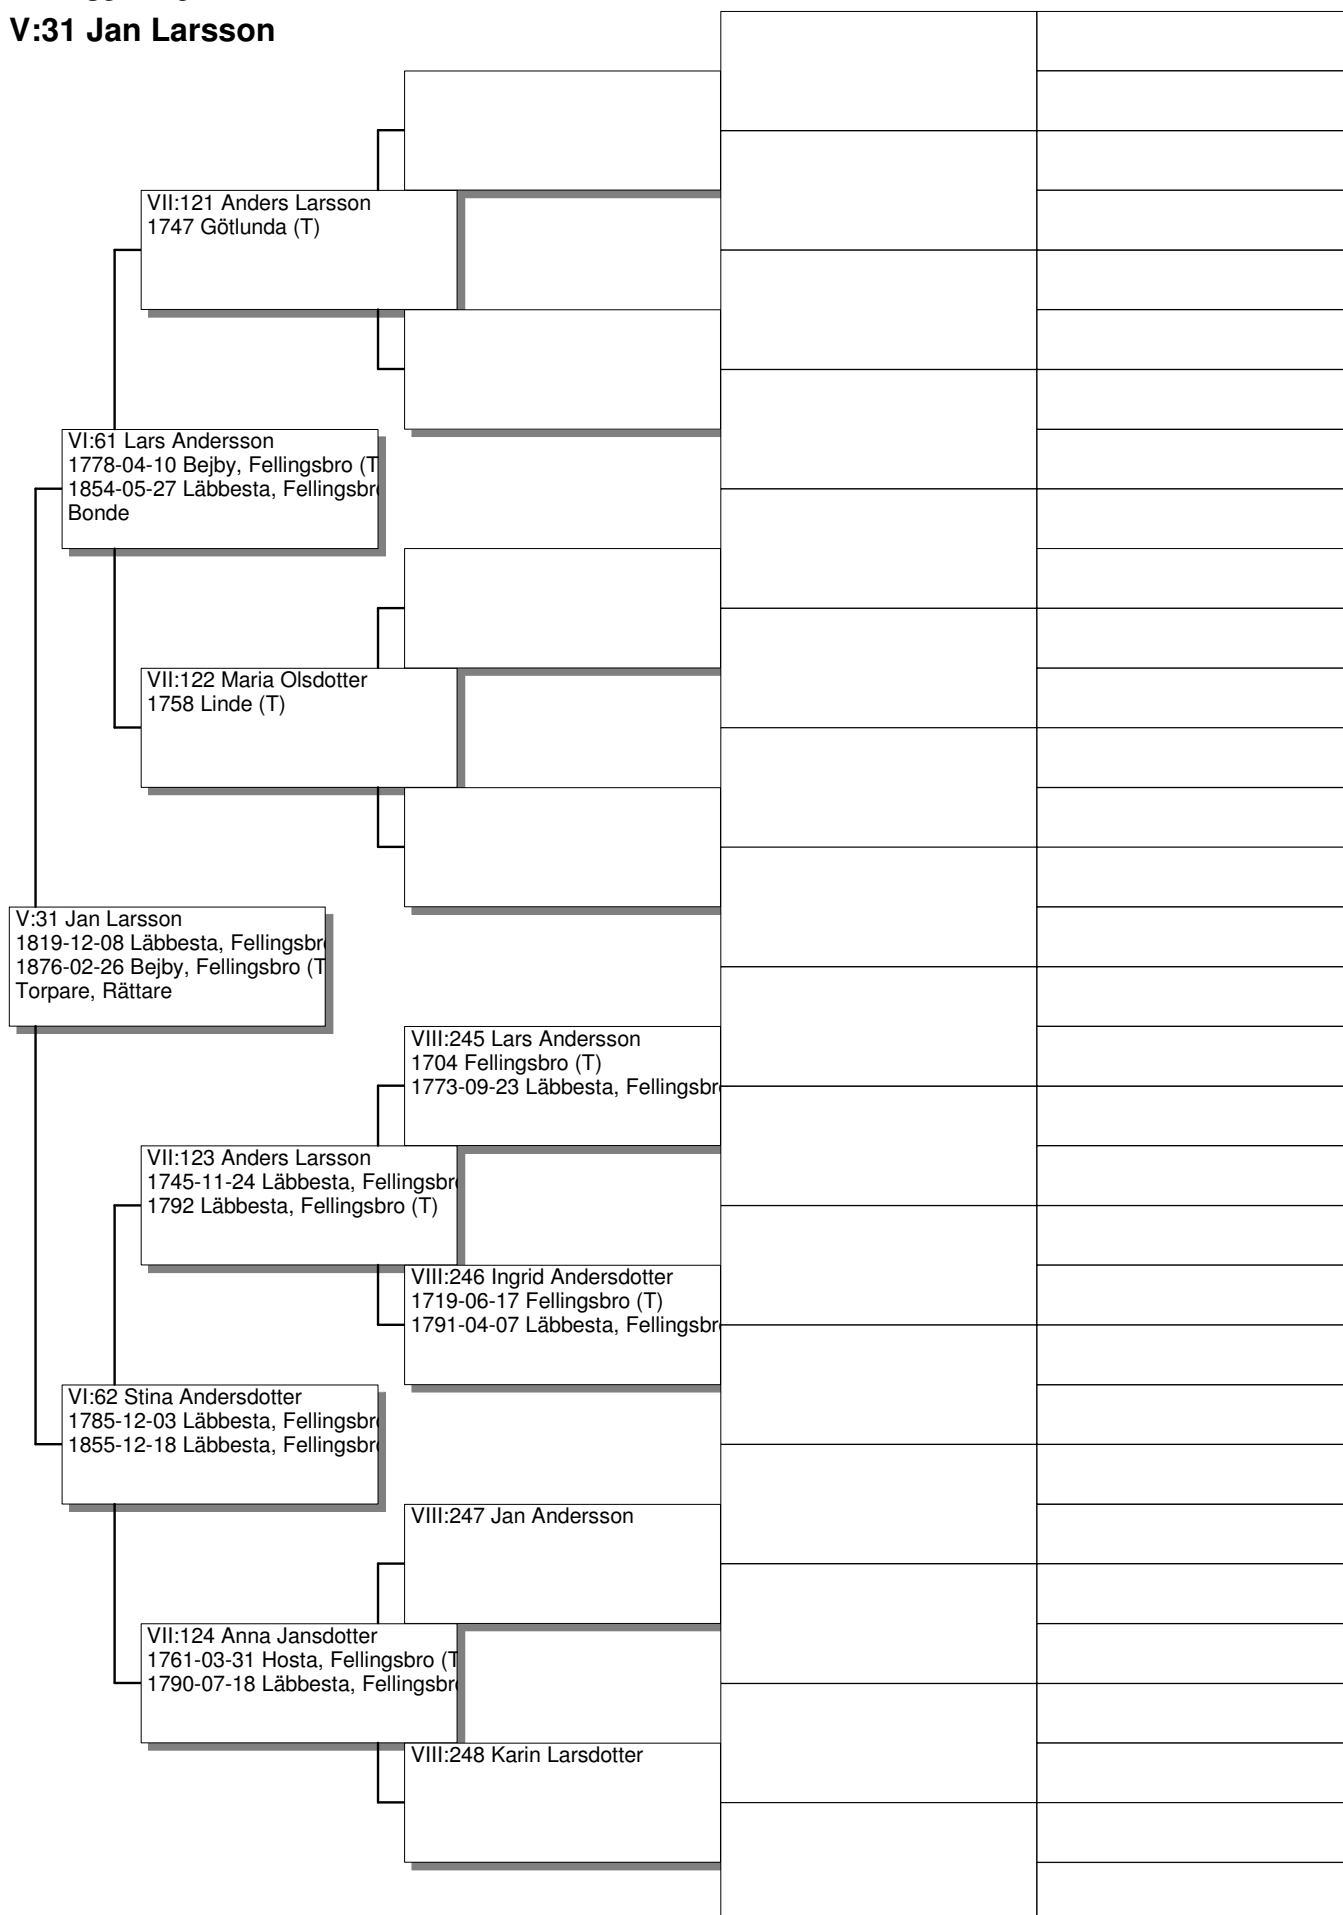 V:31 Jan Larsson
VII:121 Anders Larsson
1747 Götlunda (T)
VI:61 Lars Andersson
1778-04-10 Bejby, Fellingsbro (T
1854-05-27 Läbbesta, Fellingsbr
Bonde
VII:122 Maria Olsdotter
1758 Linde (T)
V:31 Jan Larsson
1819-12-08 Läbbesta, Fellingsbr
1876-02-26 Bejby, Fellingsbro (T
Torpare, Rättare
VIII:245 Lars Andersson
1704 Fellingsbro (T)
1773-09-23 Läbbesta, Fellingsbr
VII:123 Anders Larsson
1745-11-24 Läbbesta, Fellingsbr
1792 Läbbesta, Fellingsbro (T)
VIII:246 Ingrid Andersdotter
1719-06-17 Fellingsbro (T)
1791-04-07 Läbbesta, Fellingsbr
VI:62 Stina Andersdotter
1785-12-03 Läbbesta, Fellingsbr
1855-12-18 Läbbesta, Fellingsbr
VIII:247 Jan Andersson
VII:124 Anna Jansdotter
1761-03-31 Hosta, Fellingsbro (T
1790-07-18 Läbbesta, Fellingsbr
VIII:248 Karin Larsdotter